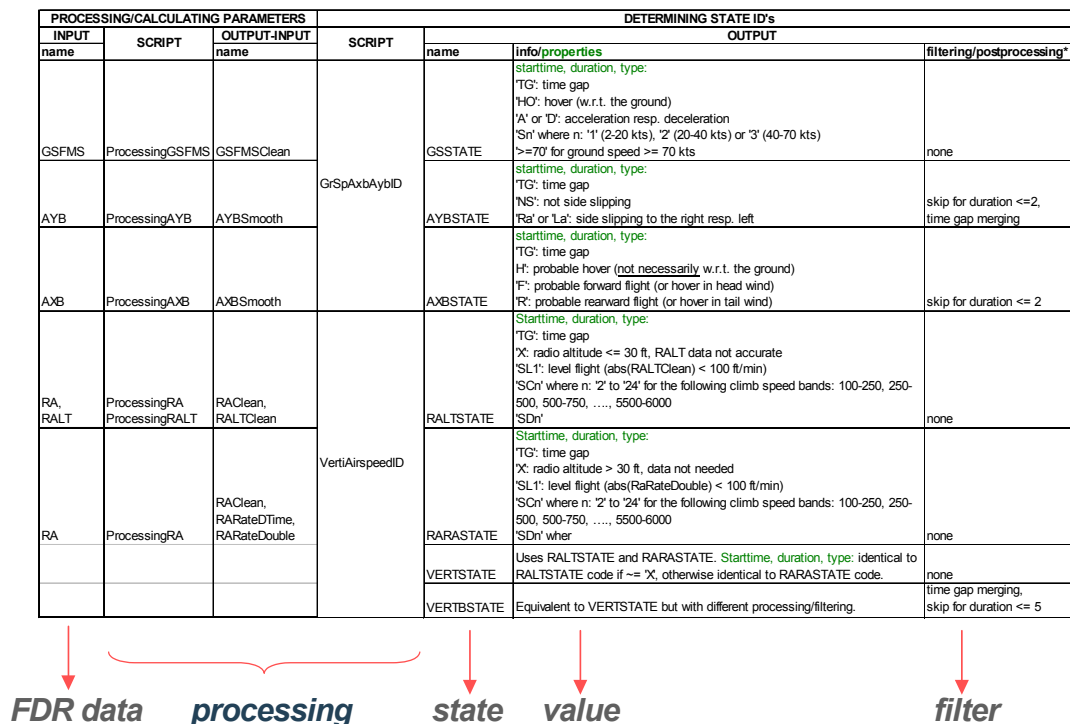 PROCESSING/CALCULATING PARAMETERS DETERMINING STATE ID's
INPUT SCRIPT OUTPUT-INPUT SCRIPT OUTPUT
name name name info/properties filtering/postprocessing*
starttime, duration, type:
'TG': time gap
'HO': hover (w.r.t. the ground)
'A' or 'D': acceleration resp. deceleration
'Sn' where n: '1' (2-20 kts), '2' (20-40 kts) or '3' (40-70 kts)
GSFMS ProcessingGSFMS GSFMSClean GSSTATE '>=70' for ground speed >= 70 kts none
GrSpAxbAybID
starttime, duration, type:
'TG': time gap
'NS': not side slipping skip for duration <=2,
AYB ProcessingAYB AYBSmooth AYBSTATE 'Ra' or 'La': side slipping to the right resp. left time gap merging
starttime, duration, type:
'TG': time gap
H': probable hover (not necessarily w.r.t. the ground)
'F': probable forward flight (or hover in head wind)
AXB ProcessingAXB AXBSmooth AXBSTATE 'R': probable rearward flight (or hover in tail wind) skip for duration <= 2
Starttime, duration, type:
'TG': time gap
'X': radio altitude <= 30 ft, RALT data not accurate
'SL1': level flight (abs(RALTClean) < 100 ft/min)
'SCn' where n: '2' to '24' for the following climb speed bands: 100-250, 250-
RA, ProcessingRA RAClean, 500, 500-750, ...., 5500-6000
RALT ProcessingRALT RALTClean RALTSTATE 'SDn' none
VertiAirspeedID
Starttime, duration, type:
'TG': time gap
'X': radio altitude > 30 ft, data not needed
'SL1': level flight (abs(RaRateDouble) < 100 ft/min)
RAClean, 'SCn' where n: '2' to '24' for the following climb speed bands: 100-250, 250-
RARateDTime, 500, 500-750, ...., 5500-6000
RA ProcessingRA RARateDouble RARASTATE 'SDn' wher none
Uses RALTSTATE and RARASTATE. Starttime, duration, type: identical to
VERTSTATE RALTSTATE code if ~= 'X', otherwise identical to RARASTATE code. none
time gap merging,
VERTBSTATE Equivalent to VERTSTATE but with different processing/filtering. skip for duration <= 5
FDR data processing state value filter